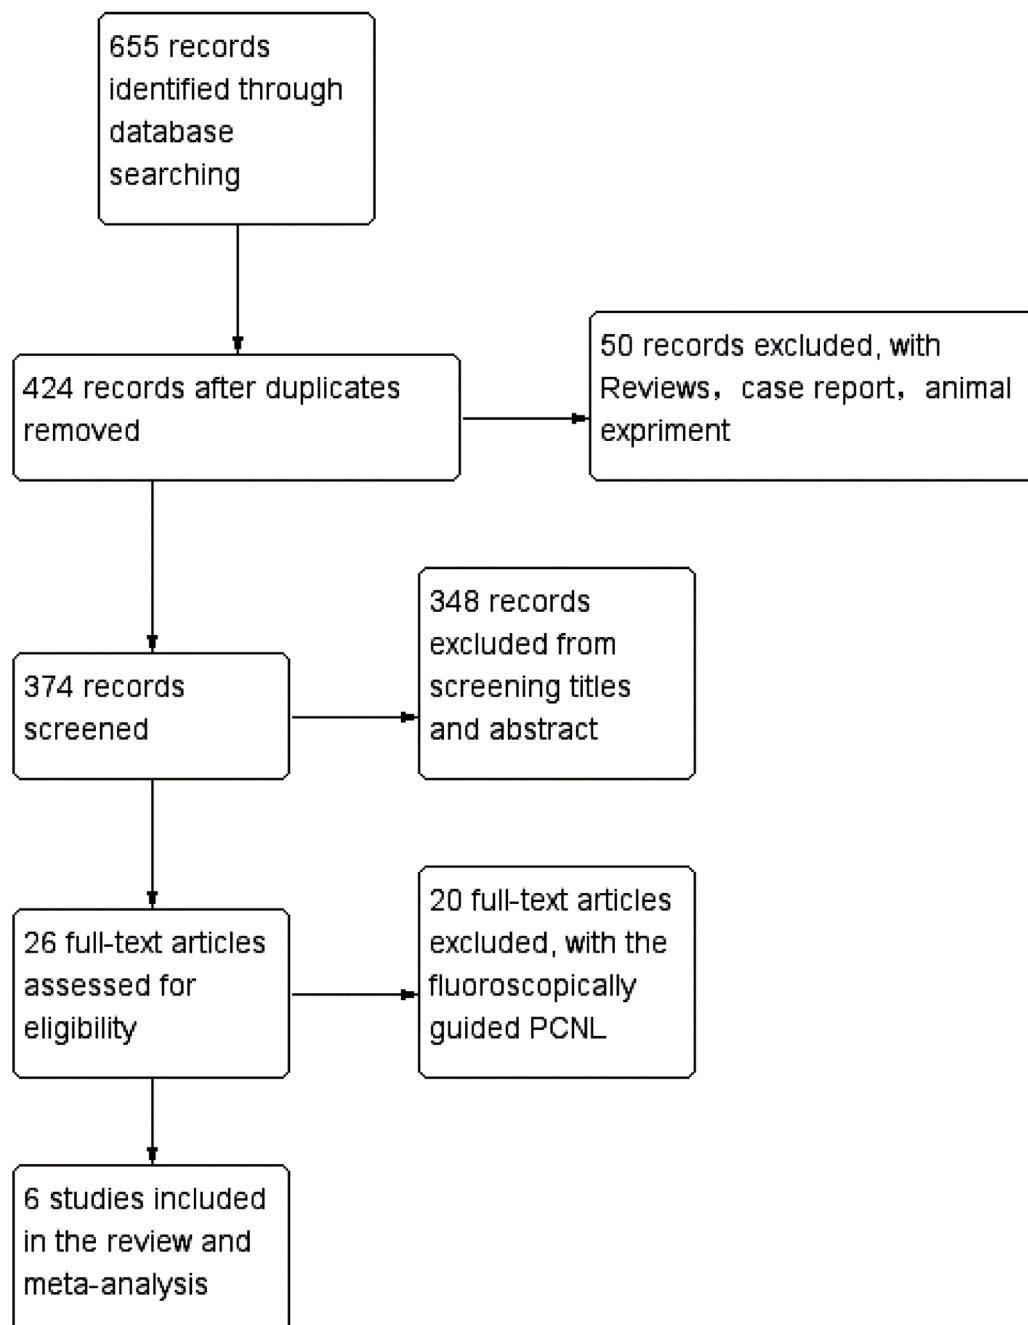 655 records
identified through
database
searching
424 records after duplicates
removed
50 records excluded, with
Reviews，case report，animal
expriment
374 records
screened
348 records
excluded from
screening titles
and abstract
26 full-text articles
assessed for
eligibility
20 full-text articles
excluded, with the
fluoroscopically
guided PCNL
6 studies included
in the review and
meta-analysis